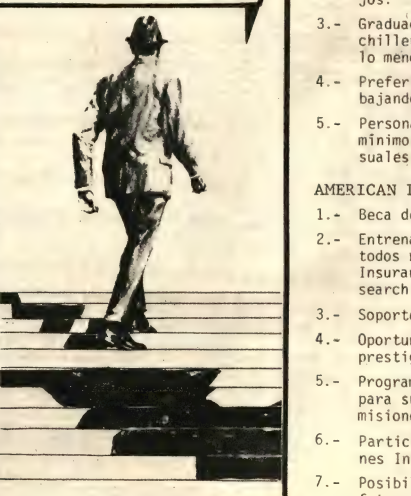 jos.
3.- Graduad
chiller
lo meno
4.- Prefer
bajando
5.- Persona
mínimo
suales
AMERICAN I
1.- Beca de
2.- Entrena
todos m
Insuran
search
3.- Soporte
4.- Oportun
prestig
5.- Program
para su
misione
6.- Partic
nes In
7.- Posibi